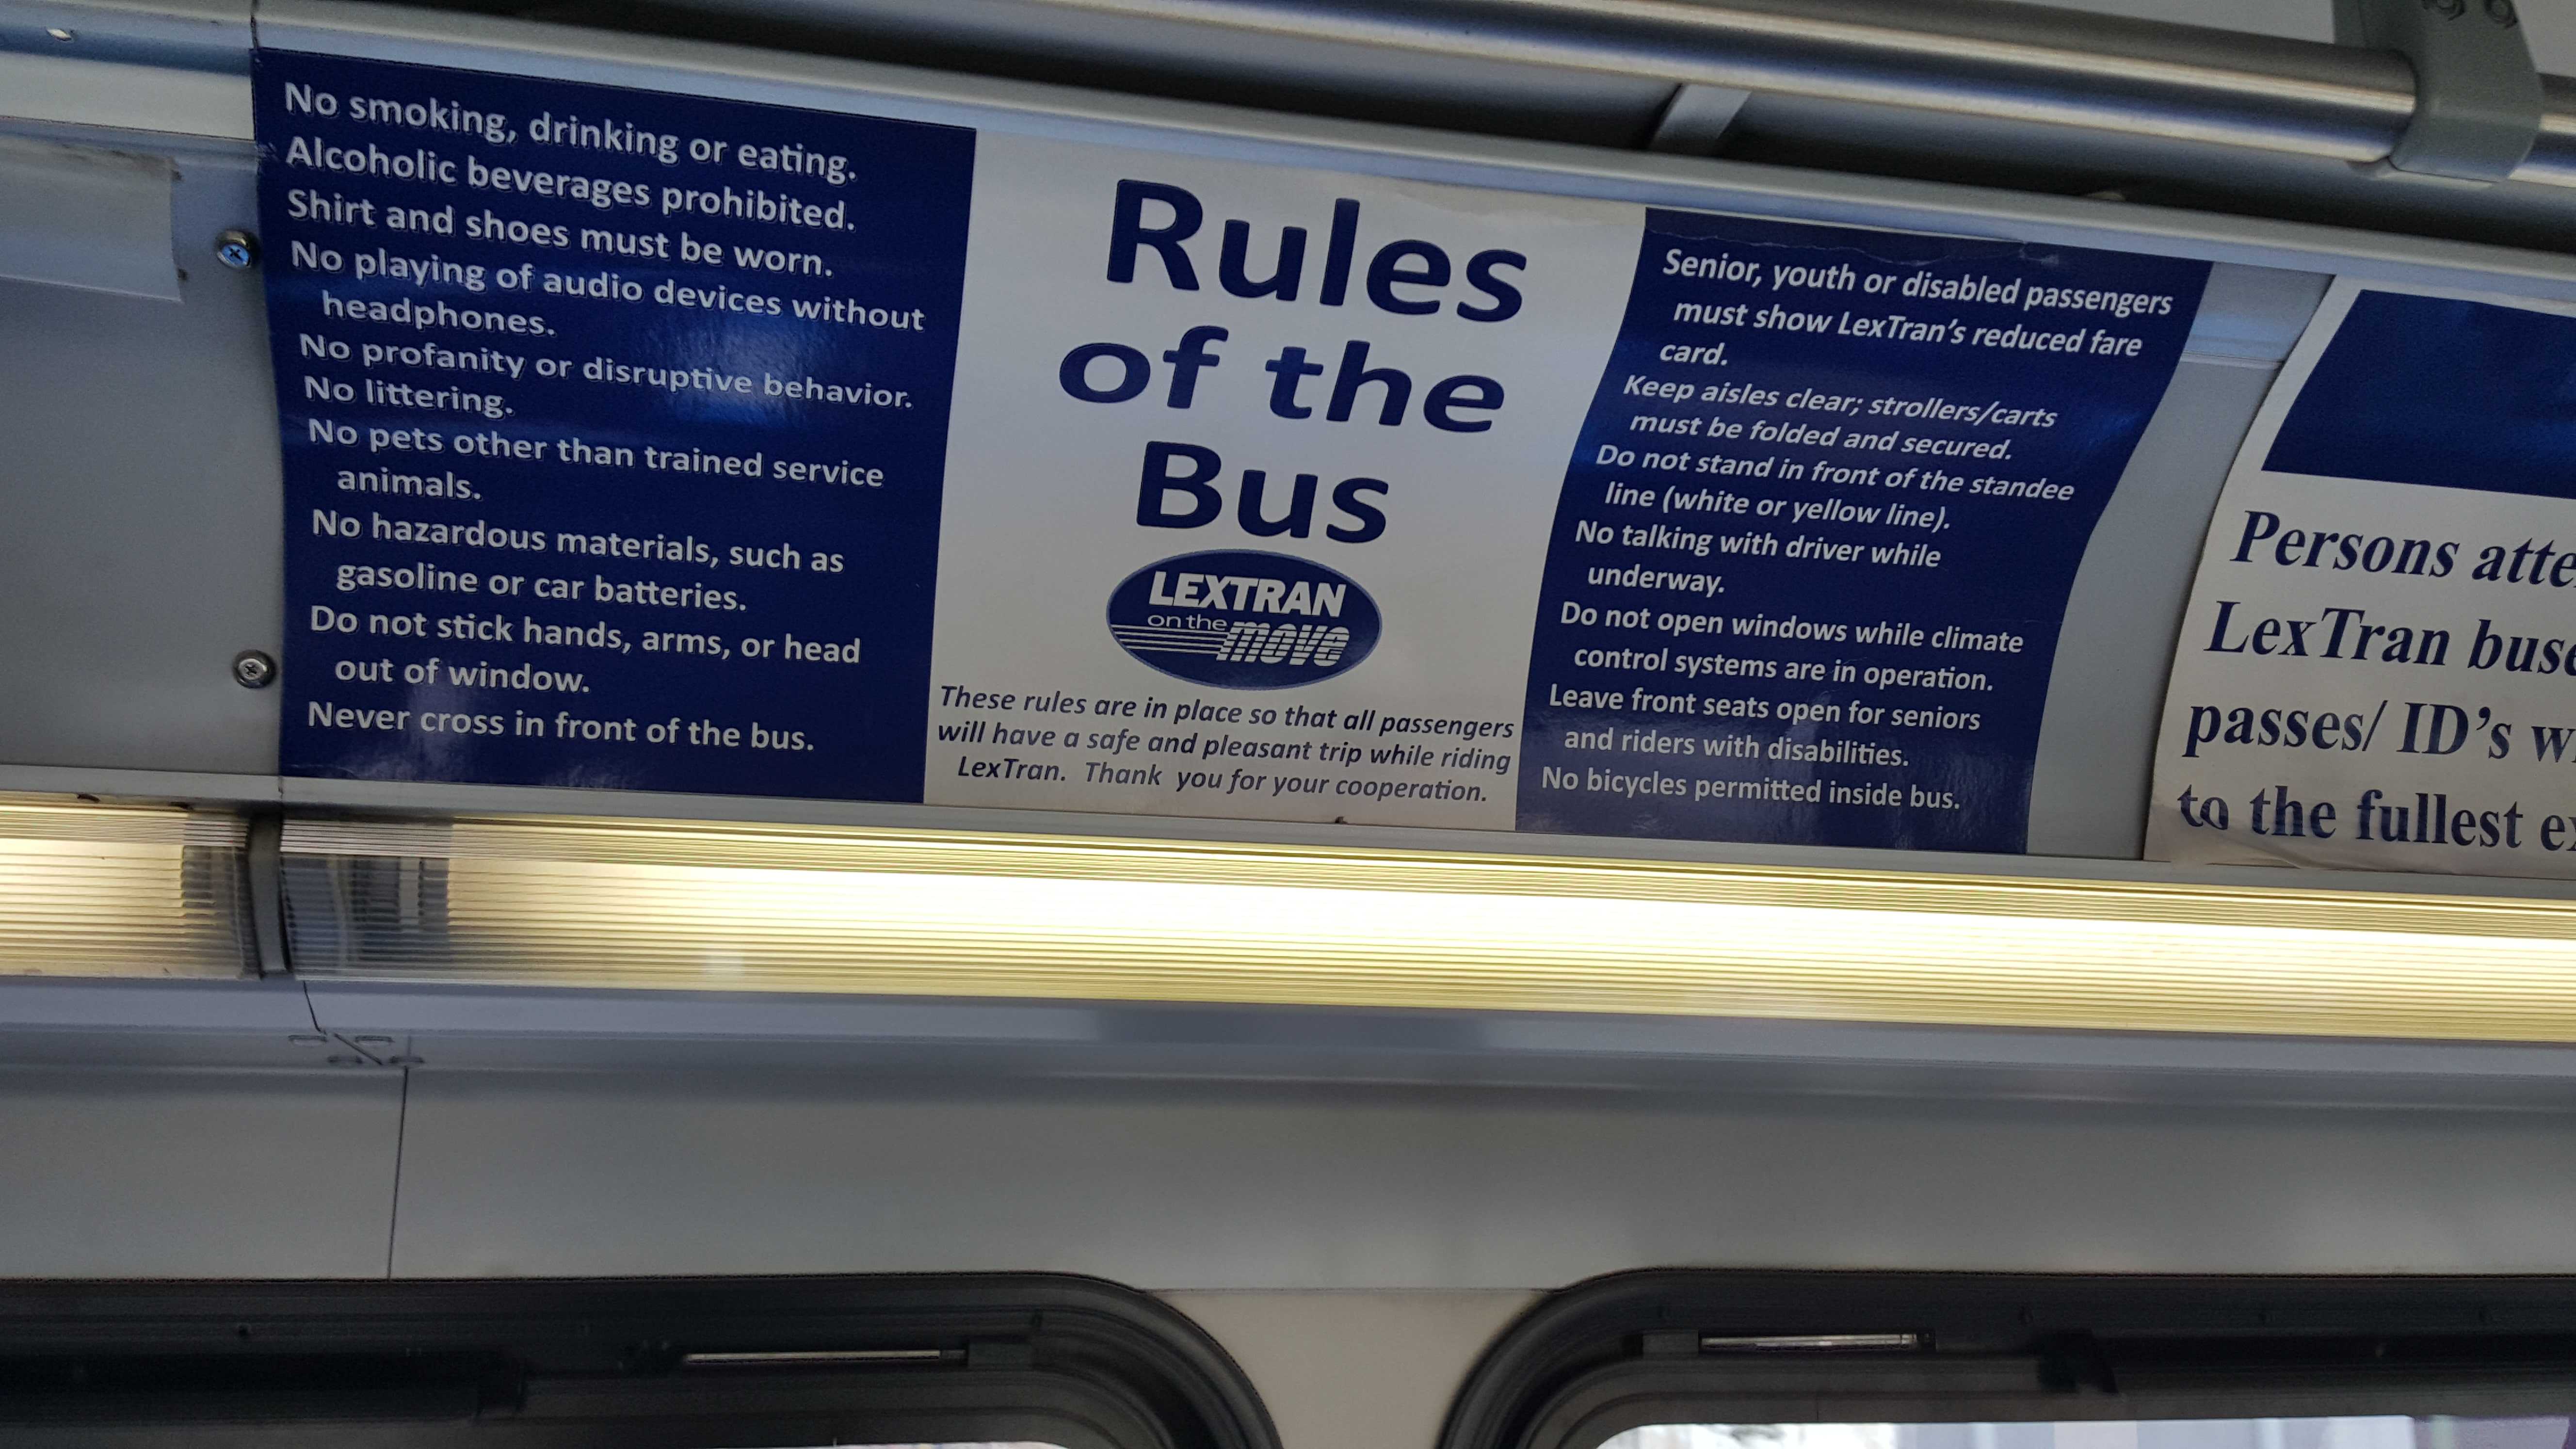 No smoking, drinking or eating.
Alcoholic beverages prohibited.
Shirt and shoes must be worn.
No playing of audio devices without
headphones.
No profanity or disruptive behavior.
No littering.
No pets other than trained service
animals.
No hazardous materials, such as
gasoline or car batteries.
Do not stick hands, arms, or head
out of window.
Never cross in front of the bus.
Rules
of the
Bus
LEXTRAN
on the
move
These rules are in place so that all passengers
will have a safe and pleasant trip while riding
LexTran. Thank you for your cooperation.
Senior, youth or disabled passengers
must show LexTran's reduced fare
card.
Keep aisles clear; strollers/carts
must be folded and secured.
Do not stand in front of the standee
line (white or yellow line).
No talking with driver while
underway.
Do not open windows while climate
control systems are in operation.
Leave front seats open for seniors
and riders with disabilities.
No bicycles permitted inside bus.
Persons
LexTran
passes/ ID's
to the fullest